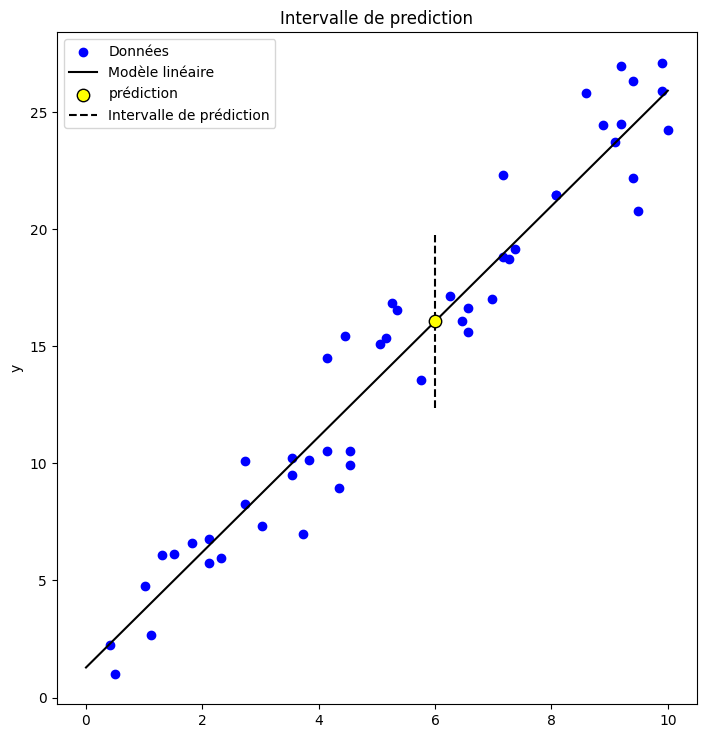 Intervalle de prediction
Données
Modèle linéaire
prédiction
Intervalle de prédiction
y
25
20
15
10
5
0
0 2 4 6 8 10